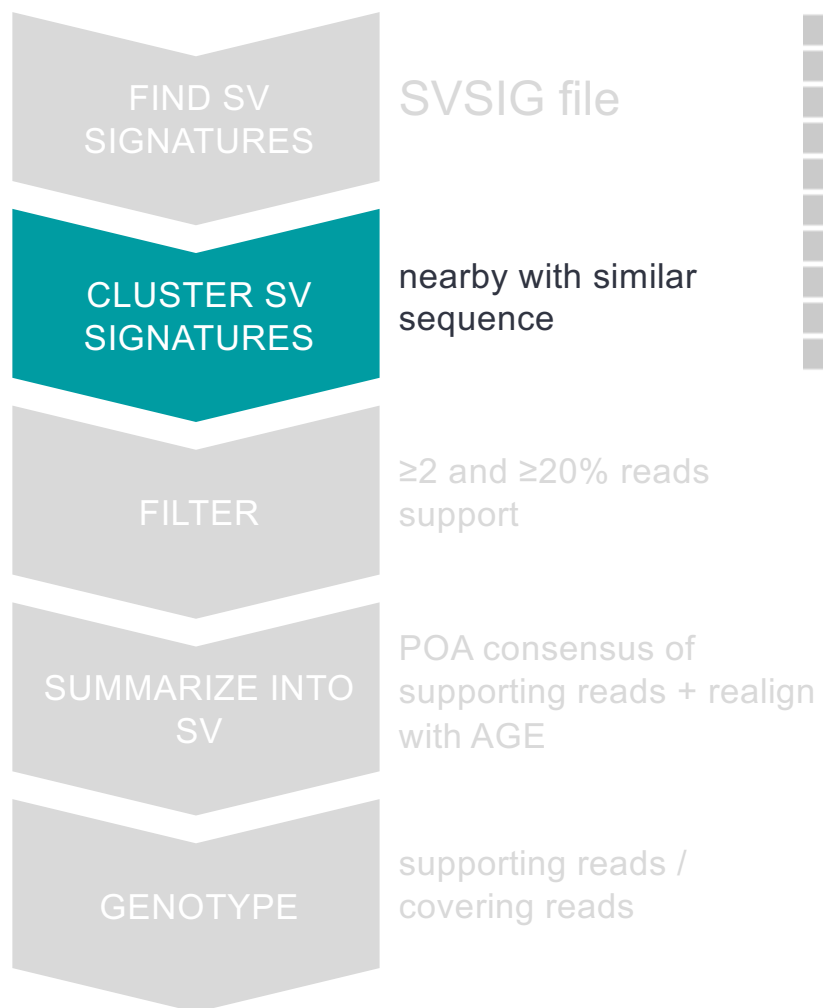 FIND SV
SIGNATURES
SVSIG file
CLUSTER SV
SIGNATURES
nearby with similar
sequence
FILTER
≥2 and ≥20% reads
support
SUMMARIZE INTO
SV
POA consensus of
supporting reads + realign
with AGE
GENOTYPE
supporting reads /
covering reads